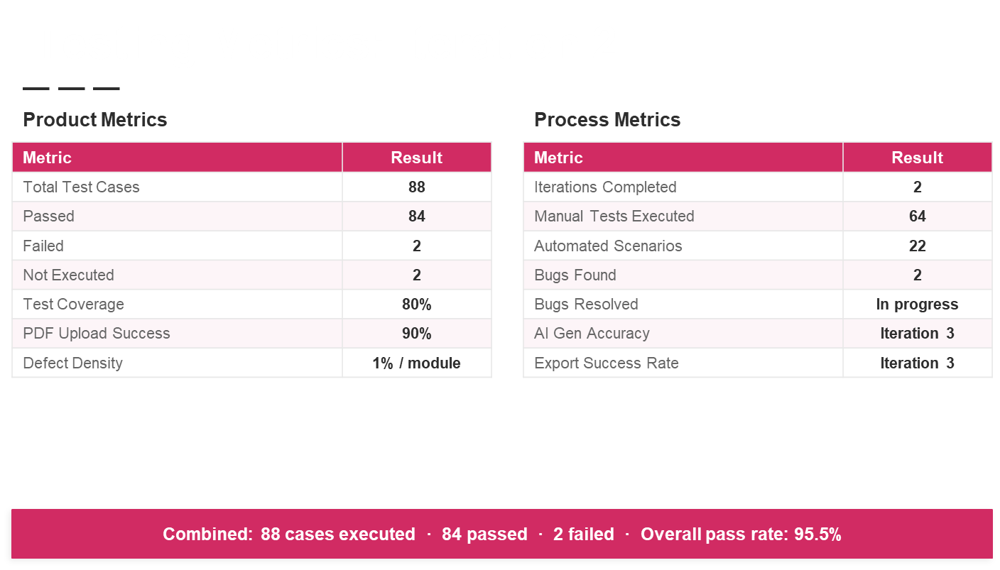 Product Metrics
Metric Result
Total Test Cases 88
Passed 84
Failed 2
Not Executed 2
Test Coverage 80%
PDF Upload Success 90%
Defect Density 1% / module
Process Metrics
Metric Result
Iterations Completed 2
Manual Tests Executed 64
Automated Scenarios 22
Bugs Found 2
Bugs Resolved In progress
AI Gen Accuracy Iteration 3
Export Success Rate Iteration 3
Combined: 88 cases executed · 84 passed · 2 failed · Overall pass rate: 95.5%